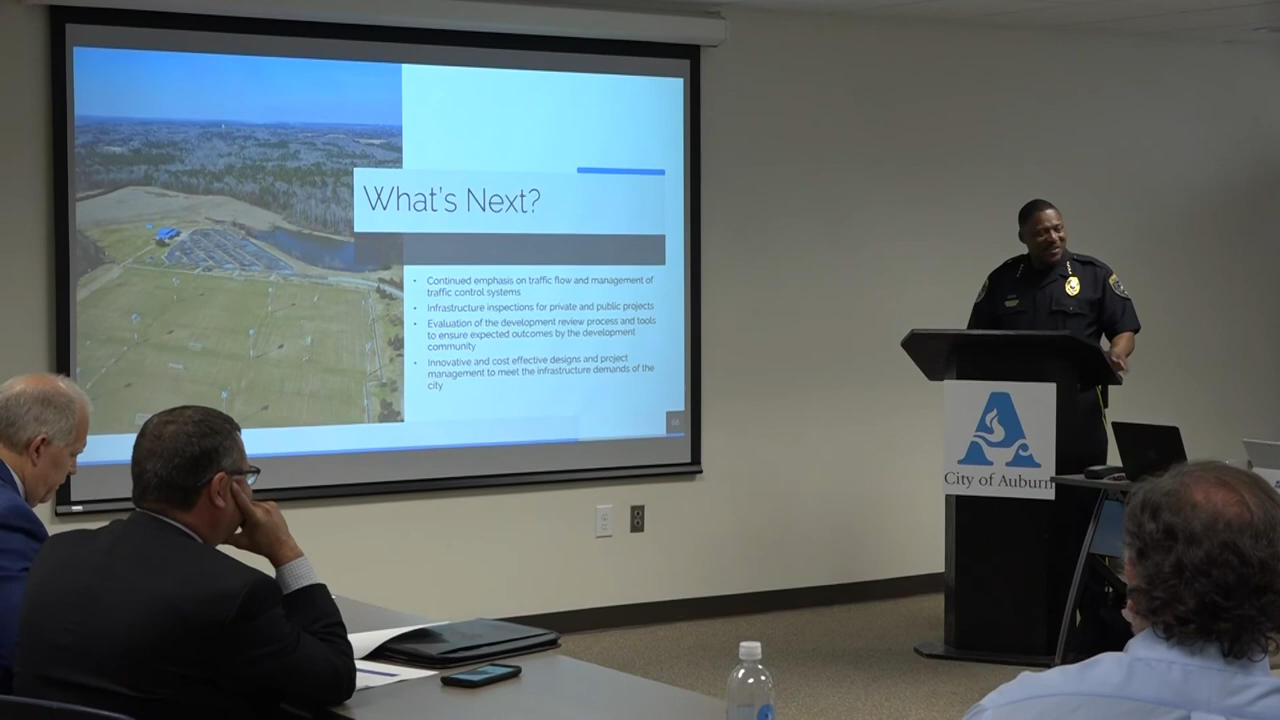 What's Next?
• Continued emphasis on traffic flow and management of
traffic control systems
• Infrastructure inspections for private and public projects
• Evaluation of the development review process and tools
to ensure expected outcomes by the development
community
• Innovative and cost effective designs and project
management to meet the infrastructure demands of the
city
66
A
City of Auburn